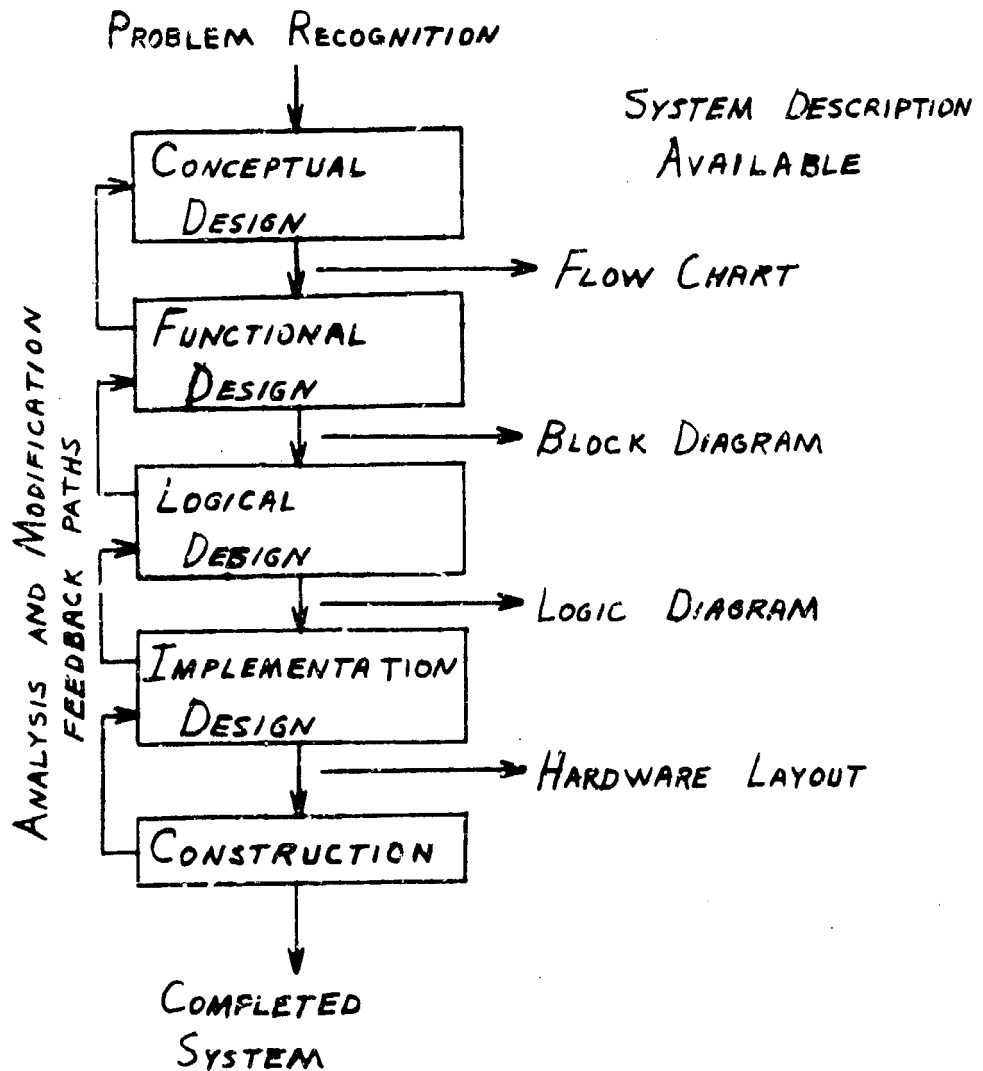 PROBLEM RECOGNITION
SYSTEM DESCRIPTION
AVAILABLE
CONCEPTUAL
DESIGN
FLOW CHART
FUNCTIONAL
DESIGN
BLOCK DIAGRAM
LOGICAL
DESIGN
LOGIC DIAGRAM
IMPLEMENTATION
DESIGN
HARDWARE LAYOUT
CONSTRUCTION
COMPLETED
SYSTEM
ANALYSIS AND MODIFICATION
FEEDBACK PATHS